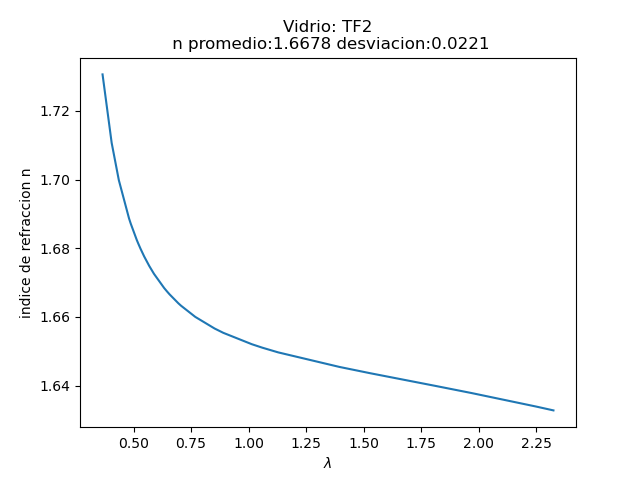 Vidrio: TF2
n promedio:1.6678 desviacion:0.0221
indice de refraccion n
1.72
1.70
1.68
1.66
1.64
0.50 0.75 1.00 1.25 1.50 1.75 2.00 2.25
λ